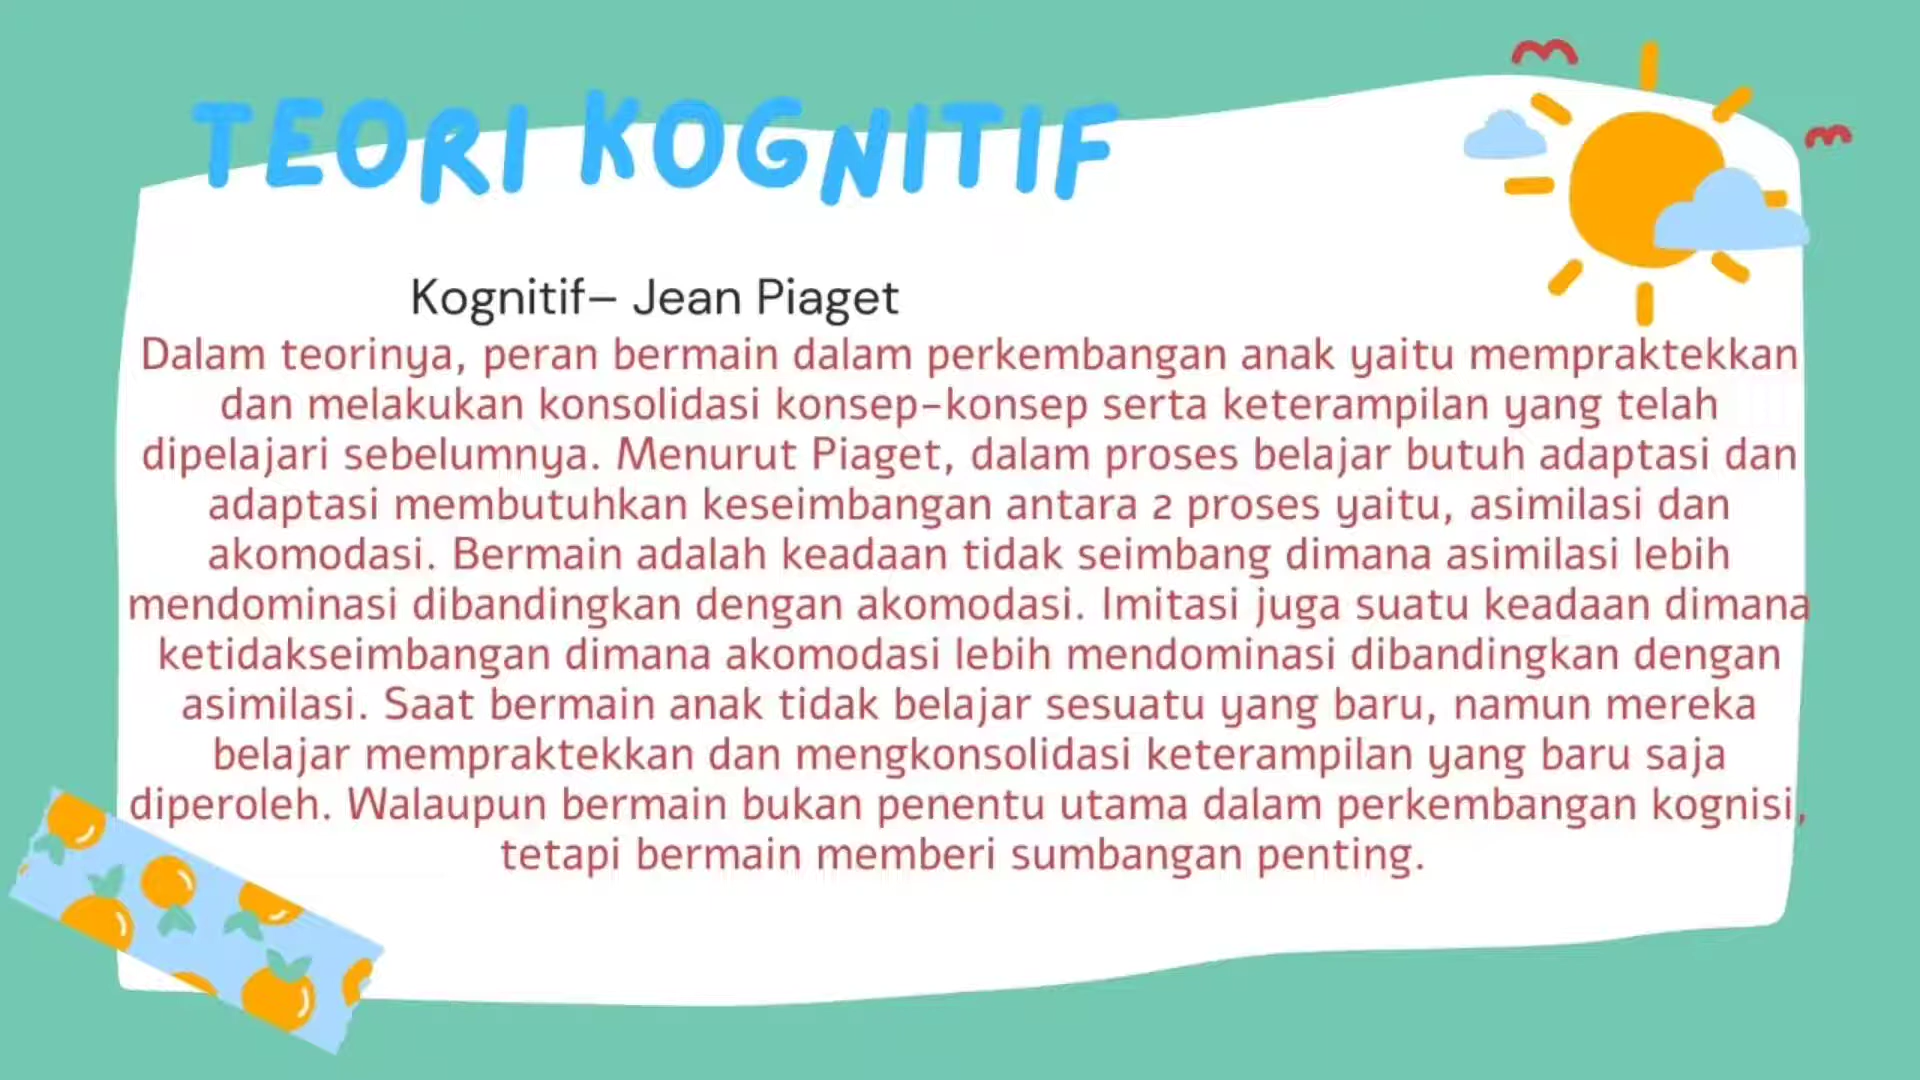 TEORI KOGNITIF
Kognitif– Jean Piaget
Dalam teorinya, peran bermain dalam perkembangan anak yaitu mempraktekkan
dan melakukan konsolidasi konsep-konsep serta keterampilan yang telah
dipelajari sebelumnya. Menurut Piaget, dalam proses belajar butuh adaptasi dan
adaptasi membutuhkan keseimbangan antara 2 proses yaitu, asimilasi dan
akomodasi. Bermain adalah keadaan tidak seimbang dimana asimilasi lebih
mendominasi dibandingkan dengan akomodasi. Imitasi juga suatu keadaan dimana
ketidakseimbangan dimana akomodasi lebih mendominasi dibandingkan dengan
asimilasi. Saat bermain anak tidak belajar sesuatu yang baru, namun mereka
belajar mempraktekkan dan mengkonsolidasi keterampilan yang baru saja
diperoleh. Walaupun bermain bukan penentu utama dalam perkembangan kognisi,
tetapi bermain memberi sumbangan penting.